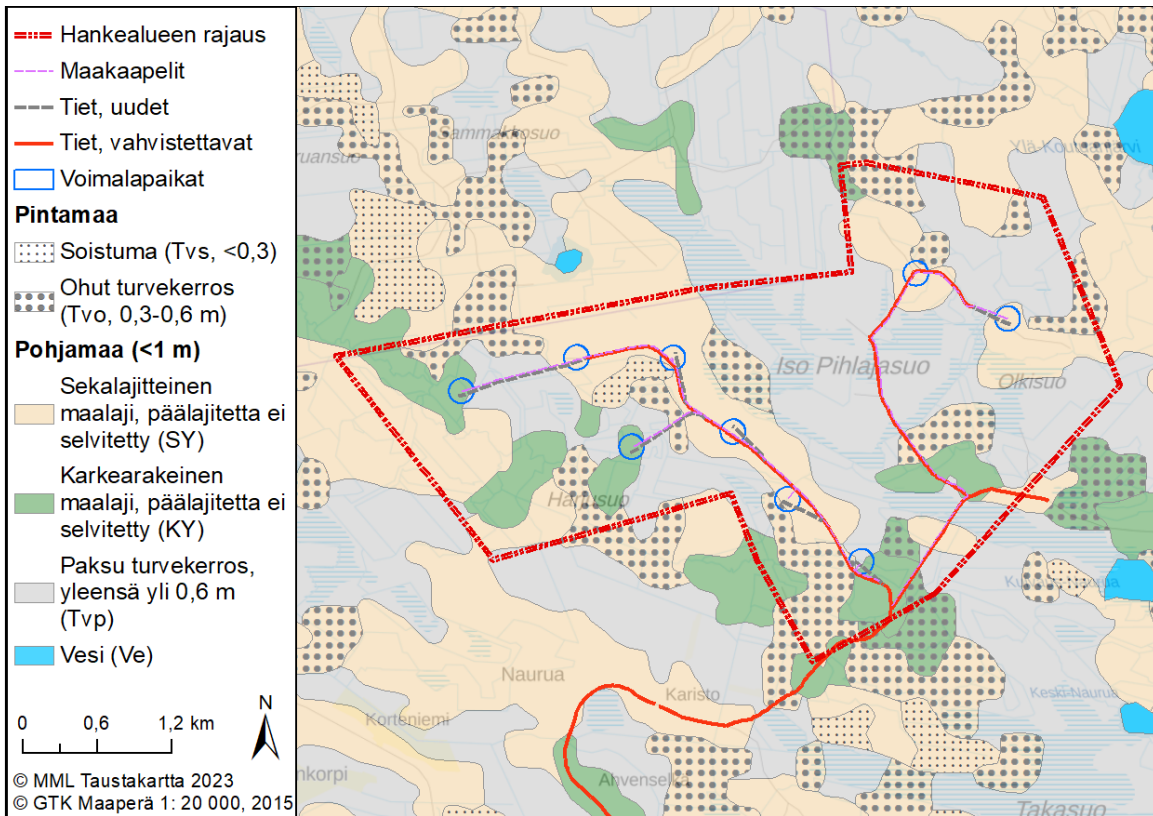 Hankealueen rajaus
Maakaapelit
Tiet, uudet
Tiet, vahvistettavat
Voimalapaikat
Pintamaa
Soistuma (Tvs, <0,3)
Ohut turvekerros
(Tvo, 0,3-0,6 m)
Pohjamaa (<1 m)
Sekalajitteinen
maalaji, päälajitetta ei
selvitetty (SY)
Karkearakeinen
maalaji, päälajitetta ei
selvitetty (KY)
Paksu turvekerros,
yleensä yli 0,6 m
(Tvp)
Vesi (Ve)
0 0,6 1,2 km
N
© MML Taustakartta 2023
© GTK Maaperä 1: 20 000, 2015
Sammakkosuo
ruansuo
Iso Pihlajasuo
Olkisuo
Harjusuo
Naurua
Karisto
Korteniemi
Keski-Naurua
nkorpi
Ahvenselkä
Takasuo